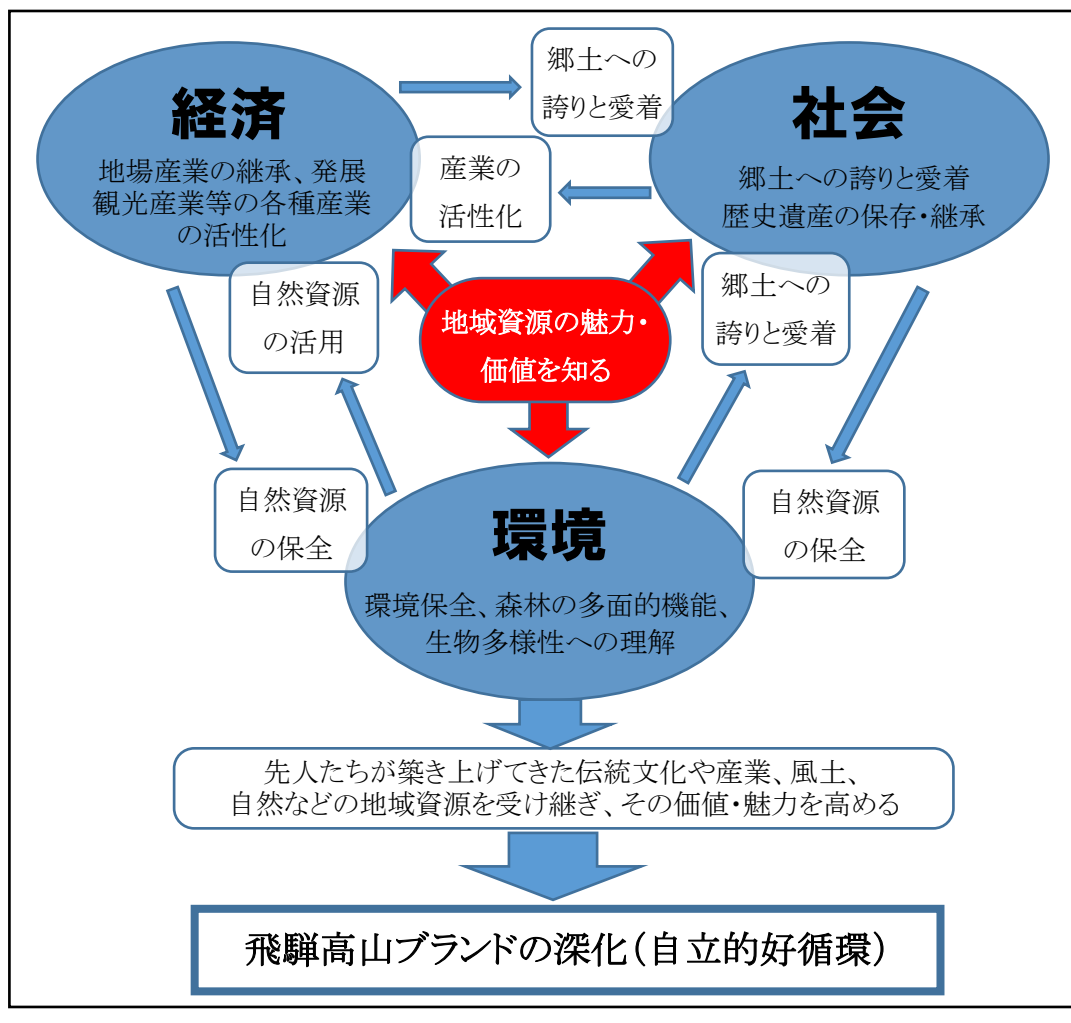 経済
地場産業の継承、発展
観光産業等の各種産業
の活性化
郷土への
誇りと愛着
産業の
活性化
社会
郷土への誇りと愛着
歴史遺産の保存・継承
自然資源
の活用
地域資源の魅力・
価値を知る
郷土への
誇りと愛着
自然資源
の保全
環境
環境保全、森林の多面的機能、
生物多様性への理解
自然資源
の保全
先人たちが築き上げてきた伝統文化や産業、風土、
自然などの地域資源を受け継ぎ、その価値・魅力を高める
飛騨高山ブランドの深化(自立的好循環)